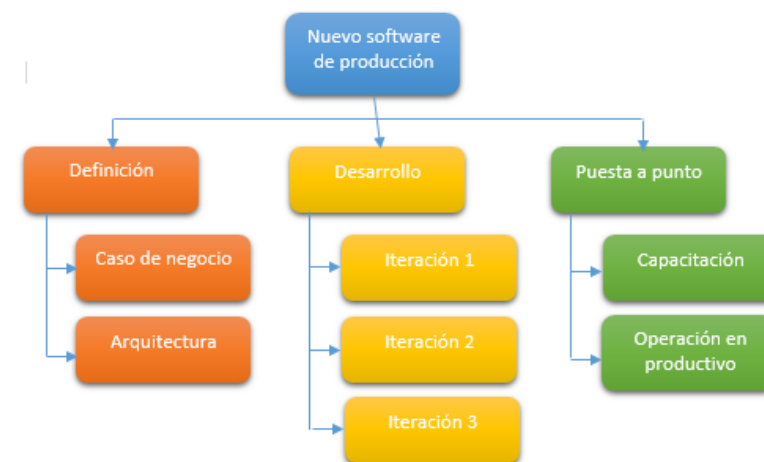 Nuevo software
de producción
Definición
Desarrollo
Puesta a punto
Caso de negocio
Arquitectura
Iteración 1
Iteración 2
Iteración 3
Capacitación
Operación en
productivo